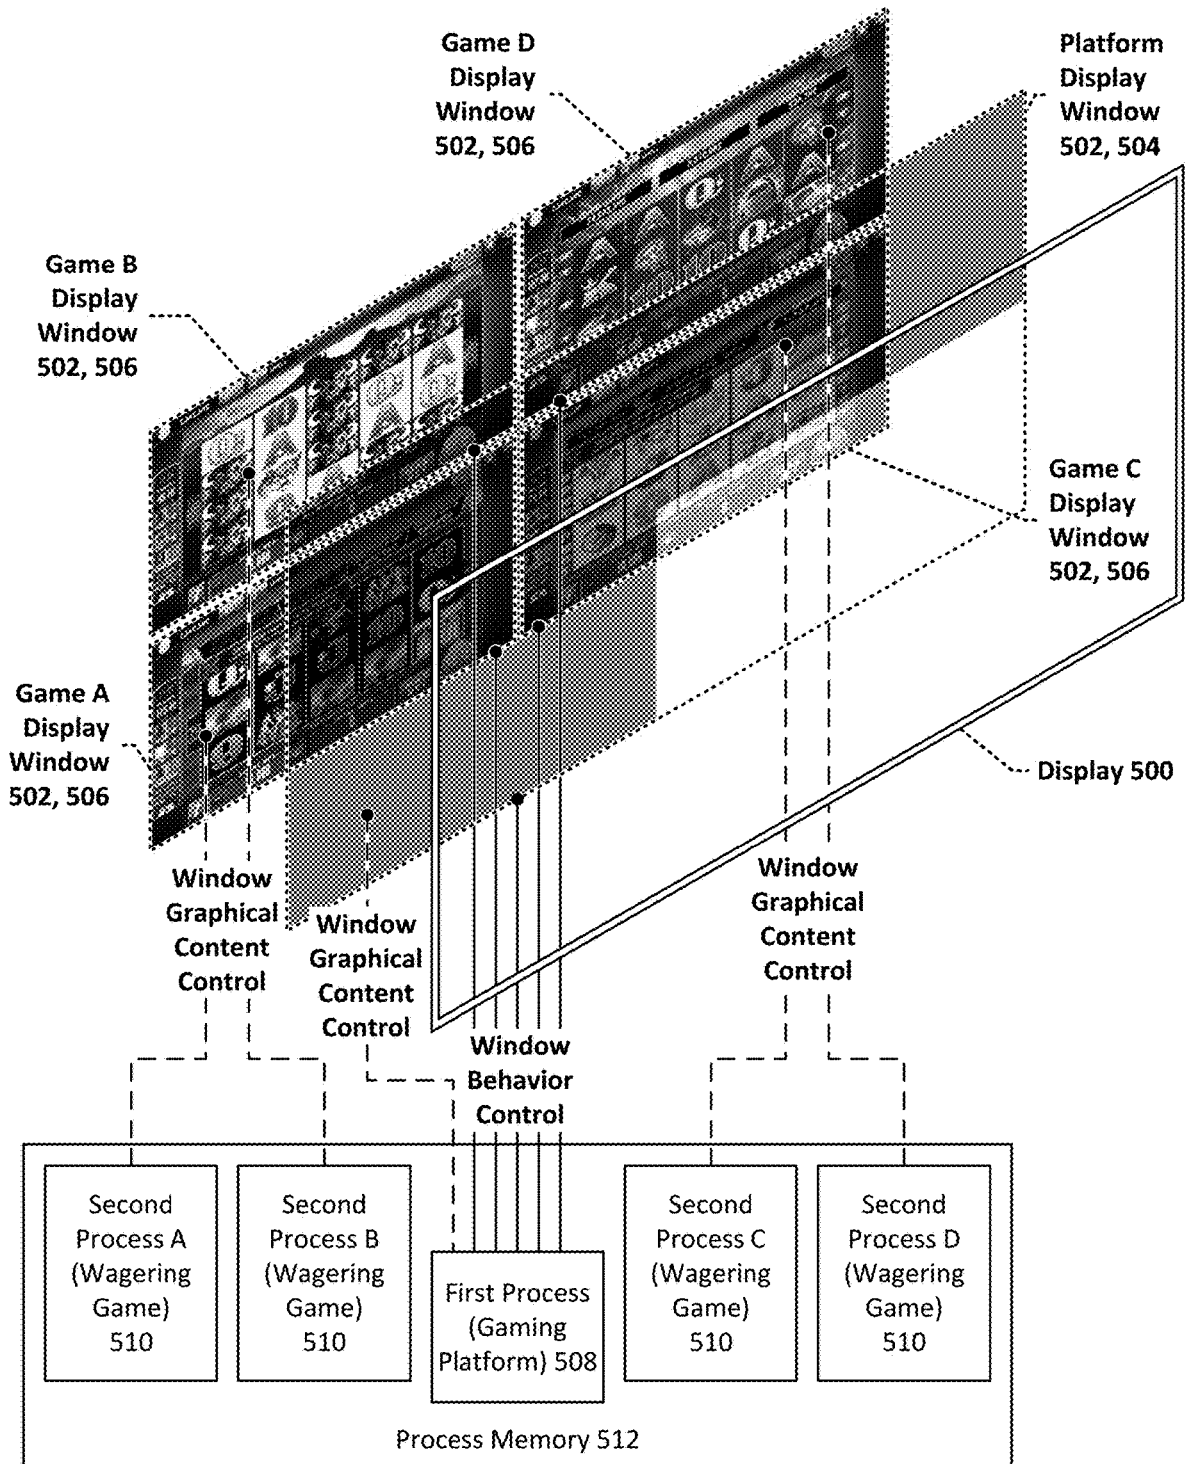 Game D
Display
Window
502, 506
Platform
Display
Window
502, 504
Game B
Display
Window
502, 506
Game C
Display
Window
502, 506
Game A
Display
Window
502, 506
Display 500
Window
Graphical
Content
Control
Window
Graphical
Content
Control
Window
Graphical
Content
Control
Window
Behavior
Control
Second
Process A
(Wagering
Game)
510
Second
Process B
(Wagering
Game)
510
First Process
(Gaming
Platform) 508
Second
Process C
(Wagering
Game)
510
Second
Process D
(Wagering
Game)
510
Process Memory 512